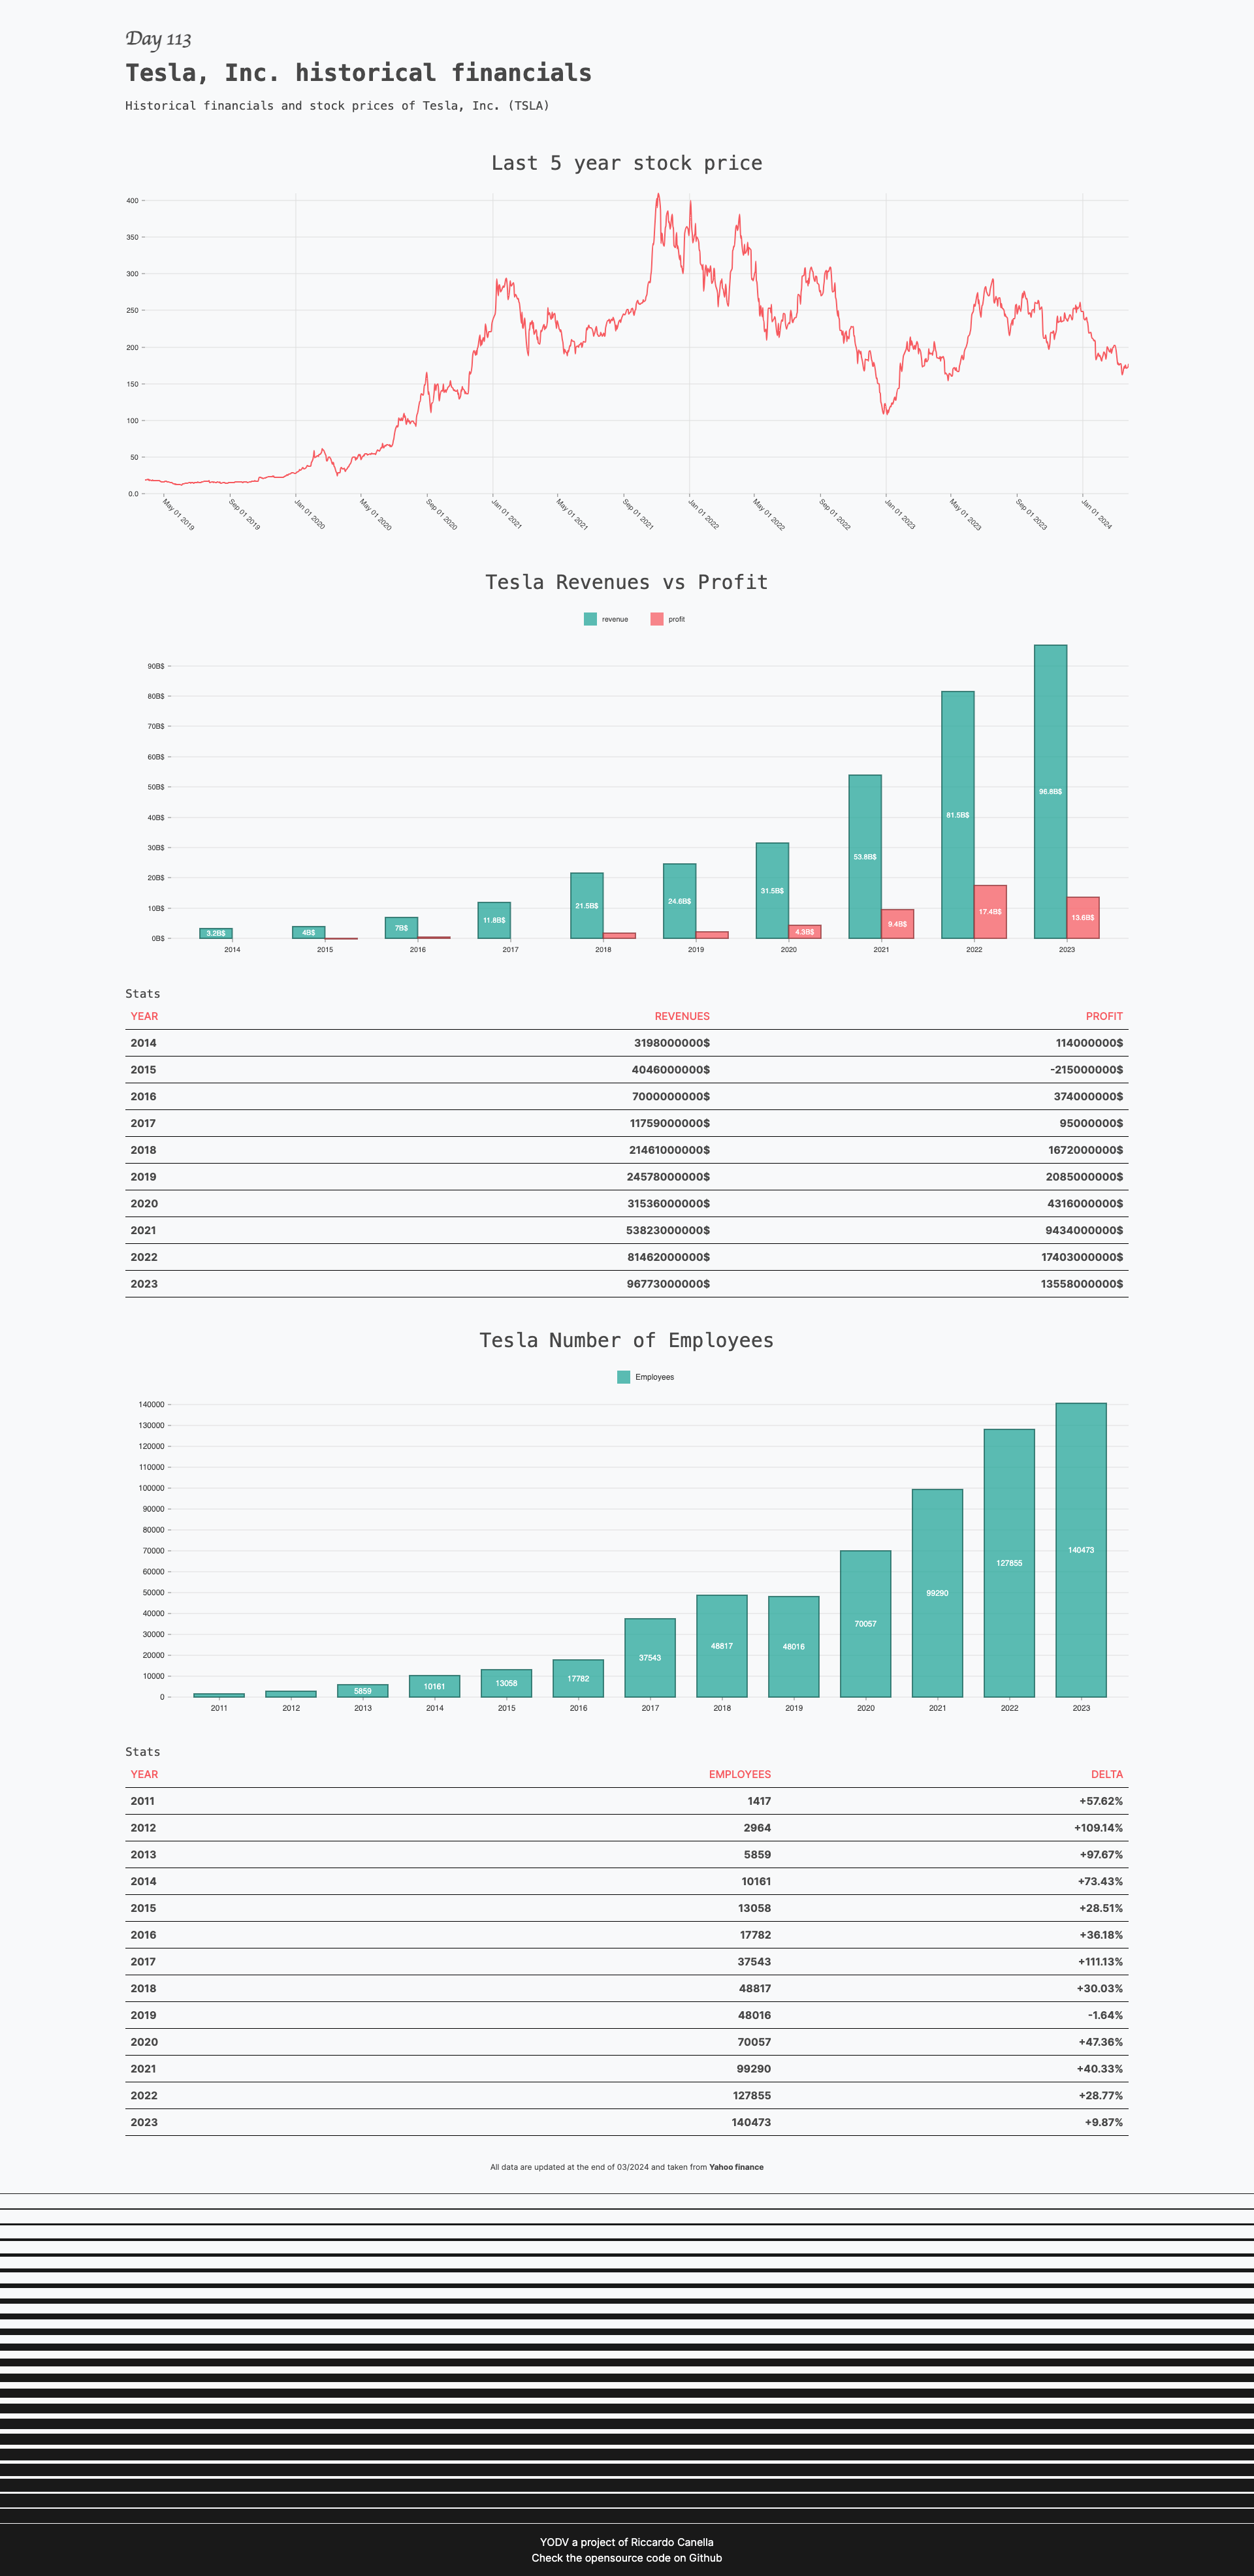 Day 113
Tesla, Inc. historical financials
Historical financials and stock prices of Tesla, Inc. (TSLA)
Last 5 year stock price
400
350
300
250
200
150
100
50
0.0
May 01 2019
Sep 01 2019
Jan 01 2020
May 01 2020
Sep 01 2020
Jan 01 2021
May 01 2021
Sep 01 2021
Jan 01 2022
May 01 2022
Sep 01 2022
Jan 01 2023
May 01 2023
Sep 01 2023
Jan 01 2024
Tesla Revenues vs Profit
revenue profit
90B$
80B$
70B$
60B$
50B$
40B$
30B$
20B$
10B$
0B$
3.2B$
4B$
7B$
11.8B$
21.5B$
24.6B$
31.5B$
4.3B$
53.8B$
9.4B$
81.5B$
17.4B$
96.8B$
13.6B$
2014 2015 2016 2017 2018 2019 2020 2021 2022 2023
Stats
YEAR REVENUES PROFIT
2014 3198000000$ 114000000$
2015 4046000000$ -215000000$
2016 7000000000$ 374000000$
2017 11759000000$ 95000000$
2018 21461000000$ 1672000000$
2019 24578000000$ 2085000000$
2020 31536000000$ 4316000000$
2021 53823000000$ 9434000000$
2022 81462000000$ 17403000000$
2023 96773000000$ 13558000000$
Tesla Number of Employees
Employees
140000
130000
120000
110000
100000
90000
80000
70000
60000
50000
40000
30000
20000
10000
0
5859
10161
13058
17782
37543
48817
48016
70057
99290
127855
140473
2011 2012 2013 2014 2015 2016 2017 2018 2019 2020 2021 2022 2023
Stats
YEAR EMPLOYEES DELTA
2011 1417 +57.62%
2012 2964 +109.14%
2013 5859 +97.67%
2014 10161 +73.43%
2015 13058 +28.51%
2016 17782 +36.18%
2017 37543 +111.13%
2018 48817 +30.03%
2019 48016 -1.64%
2020 70057 +47.36%
2021 99290 +40.33%
2022 127855 +28.77%
2023 140473 +9.87%
All data are updated at the end of 03/2024 and taken from Yahoo finance
YODV a project of Riccardo Canella
Check the opensource code on Github